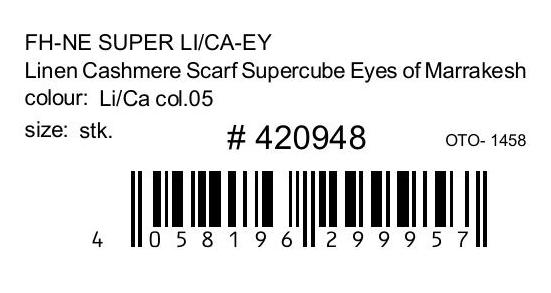 FH-NE SUPER LI/CA-EY
Linen Cashmere Scarf Supercube Eyes of Marrakesh
colour: Li/Ca col.05
size: stk.
# 420948
OTO- 1458
4 058196 299957